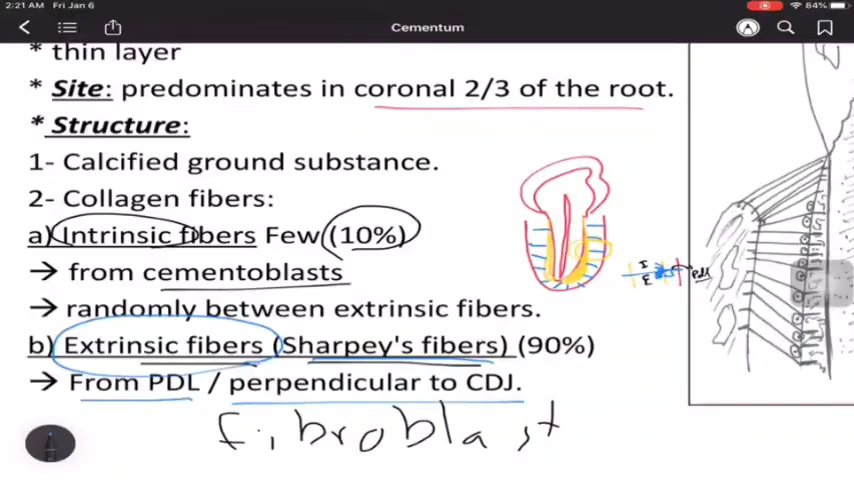 2:21 AM Fri Jan 6
84%
Cementum
* thin layer
* Site: predominates in coronal 2/3 of the root.
* Structure:
1- Calcified ground substance.
2- Collagen fibers:
a) Intrinsic fibers Few (10%)
→ from cementoblasts
→ randomly between extrinsic fibers.
b) Extrinsic fibers (Sharpey's fibers) (90%)
→ From PDL / perpendicular to CDJ.
fibroblast
I
E
PDL